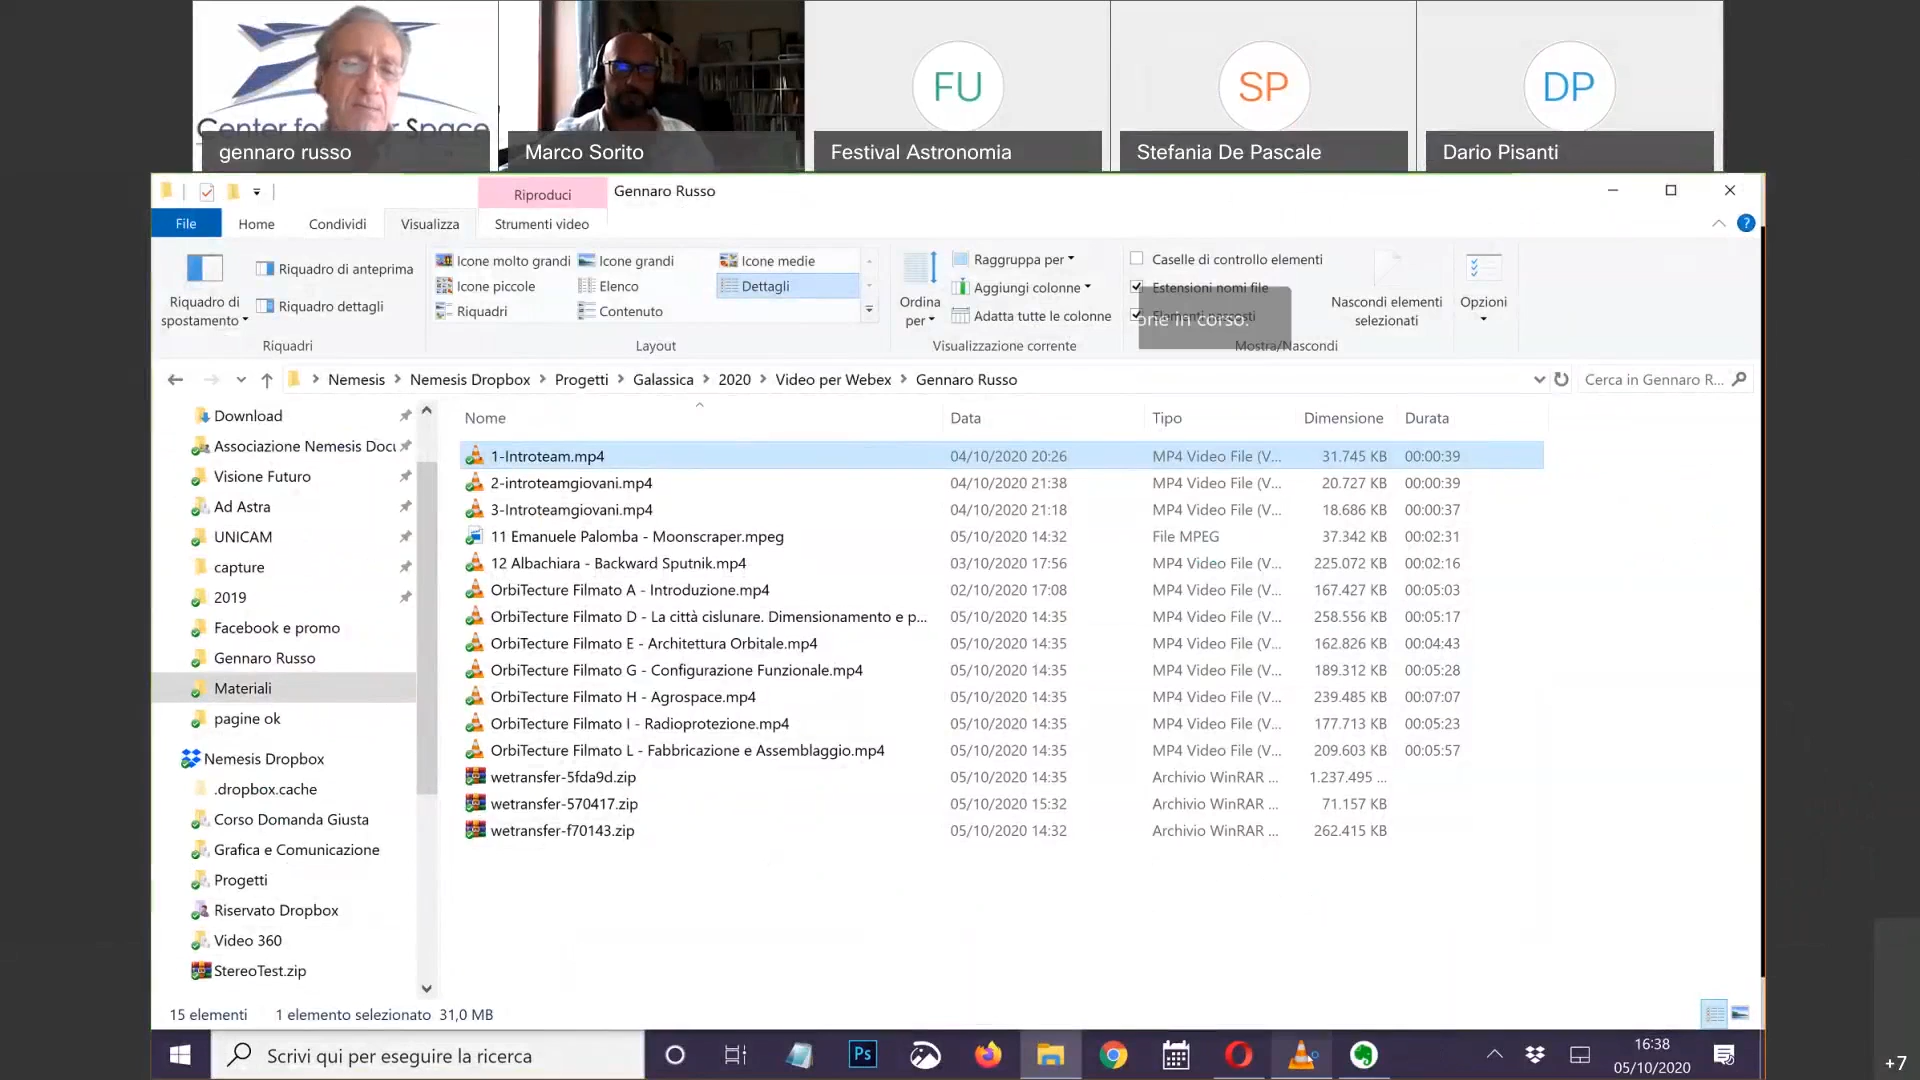 Center for Space
gennaro russo
Marco Sorito
FU
Festival Astronomia
SP
Stefania De Pascale
DP
Dario Pisanti
Riproduci
Gennaro Russo
File
Home
Condividi
Visualizza
Strumenti video
Riquadro di spostamento
Riquadro di anteprima
Riquadro dettagli
Riquadri
Icone molto grandi
Icone grandi
Icone medie
Icone piccole
Elenco
Dettagli
Riquadri
Contenuto
Layout
Ordina per
Raggruppa per
Aggiungi colonne
Adatta tutte le colonne
Visualizzazione corrente
Caselle di controllo elementi
Estensioni nomi file
one in corso.
Mostra/Nascondi
Nascondi elementi selezionati
Opzioni
Nemesis > Nemesis Dropbox > Progetti > Galassica > 2020 > Video per Webex > Gennaro Russo
Cerca in Gennaro R...
Download
Associazione Nemesis Docu
Visione Futuro
Ad Astra
UNICAM
capture
2019
Facebook e promo
Gennaro Russo
Materiali
pagine ok
Nemesis Dropbox
.dropbox.cache
Corso Domanda Giusta
Grafica e Comunicazione
Progetti
Riservato Dropbox
Video 360
StereoTest.zip
Nome Data Tipo Dimensione Durata
1-Introteam.mp4 04/10/2020 20:26 MP4 Video File (V... 31.745 KB 00:00:39
2-introteamgiovani.mp4 04/10/2020 21:38 MP4 Video File (V... 20.727 KB 00:00:39
3-Introteamgiovani.mp4 04/10/2020 21:18 MP4 Video File (V... 18.686 KB 00:00:37
11 Emanuele Palomba - Moonscraper.mpeg 05/10/2020 14:32 File MPEG 37.342 KB 00:02:31
12 Albachiara - Backward Sputnik.mp4 03/10/2020 17:56 MP4 Video File (V... 225.072 KB 00:02:16
OrbiTecture Filmato A - Introduzione.mp4 02/10/2020 17:08 MP4 Video File (V... 167.427 KB 00:05:03
OrbiTecture Filmato D - La città cislunare. Dimensionamento e p... 05/10/2020 14:35 MP4 Video File (V... 258.556 KB 00:05:17
OrbiTecture Filmato E - Architettura Orbitale.mp4 05/10/2020 14:35 MP4 Video File (V... 162.826 KB 00:04:43
OrbiTecture Filmato G - Configurazione Funzionale.mp4 05/10/2020 14:35 MP4 Video File (V... 189.312 KB 00:05:28
OrbiTecture Filmato H - Agrospace.mp4 05/10/2020 14:35 MP4 Video File (V... 239.485 KB 00:07:07
OrbiTecture Filmato I - Radioprotezione.mp4 05/10/2020 14:35 MP4 Video File (V... 177.713 KB 00:05:23
OrbiTecture Filmato L - Fabbricazione e Assemblaggio.mp4 05/10/2020 14:35 MP4 Video File (V... 209.603 KB 00:05:57
wetransfer-5fda9d.zip 05/10/2020 14:35 Archivio WinRAR ... 1.237.495 ...
wetransfer-570417.zip 05/10/2020 15:32 Archivio WinRAR ... 71.157 KB
wetransfer-f70143.zip 05/10/2020 14:32 Archivio WinRAR ... 262.415 KB
15 elementi 1 elemento selezionato 31,0 MB
Scrivi qui per eseguire la ricerca
Ps
16:38
05/10/2020
+7